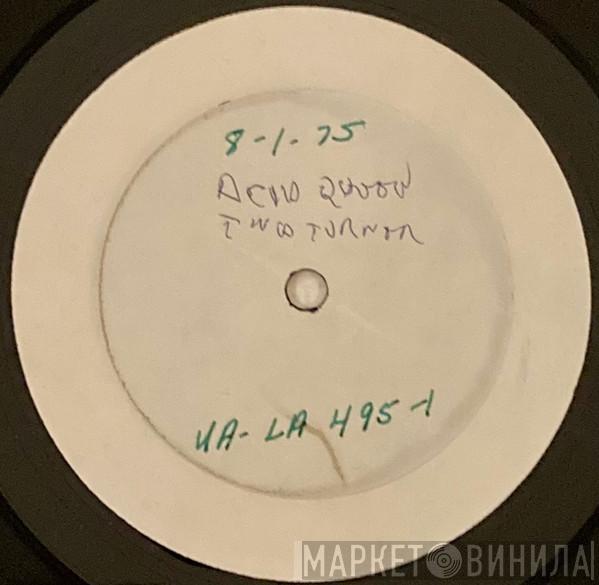 8-1-75
ACID QUEEN
TINA TURNER
UA-LA 495-1
МАРКЕТ ВИНИЛА